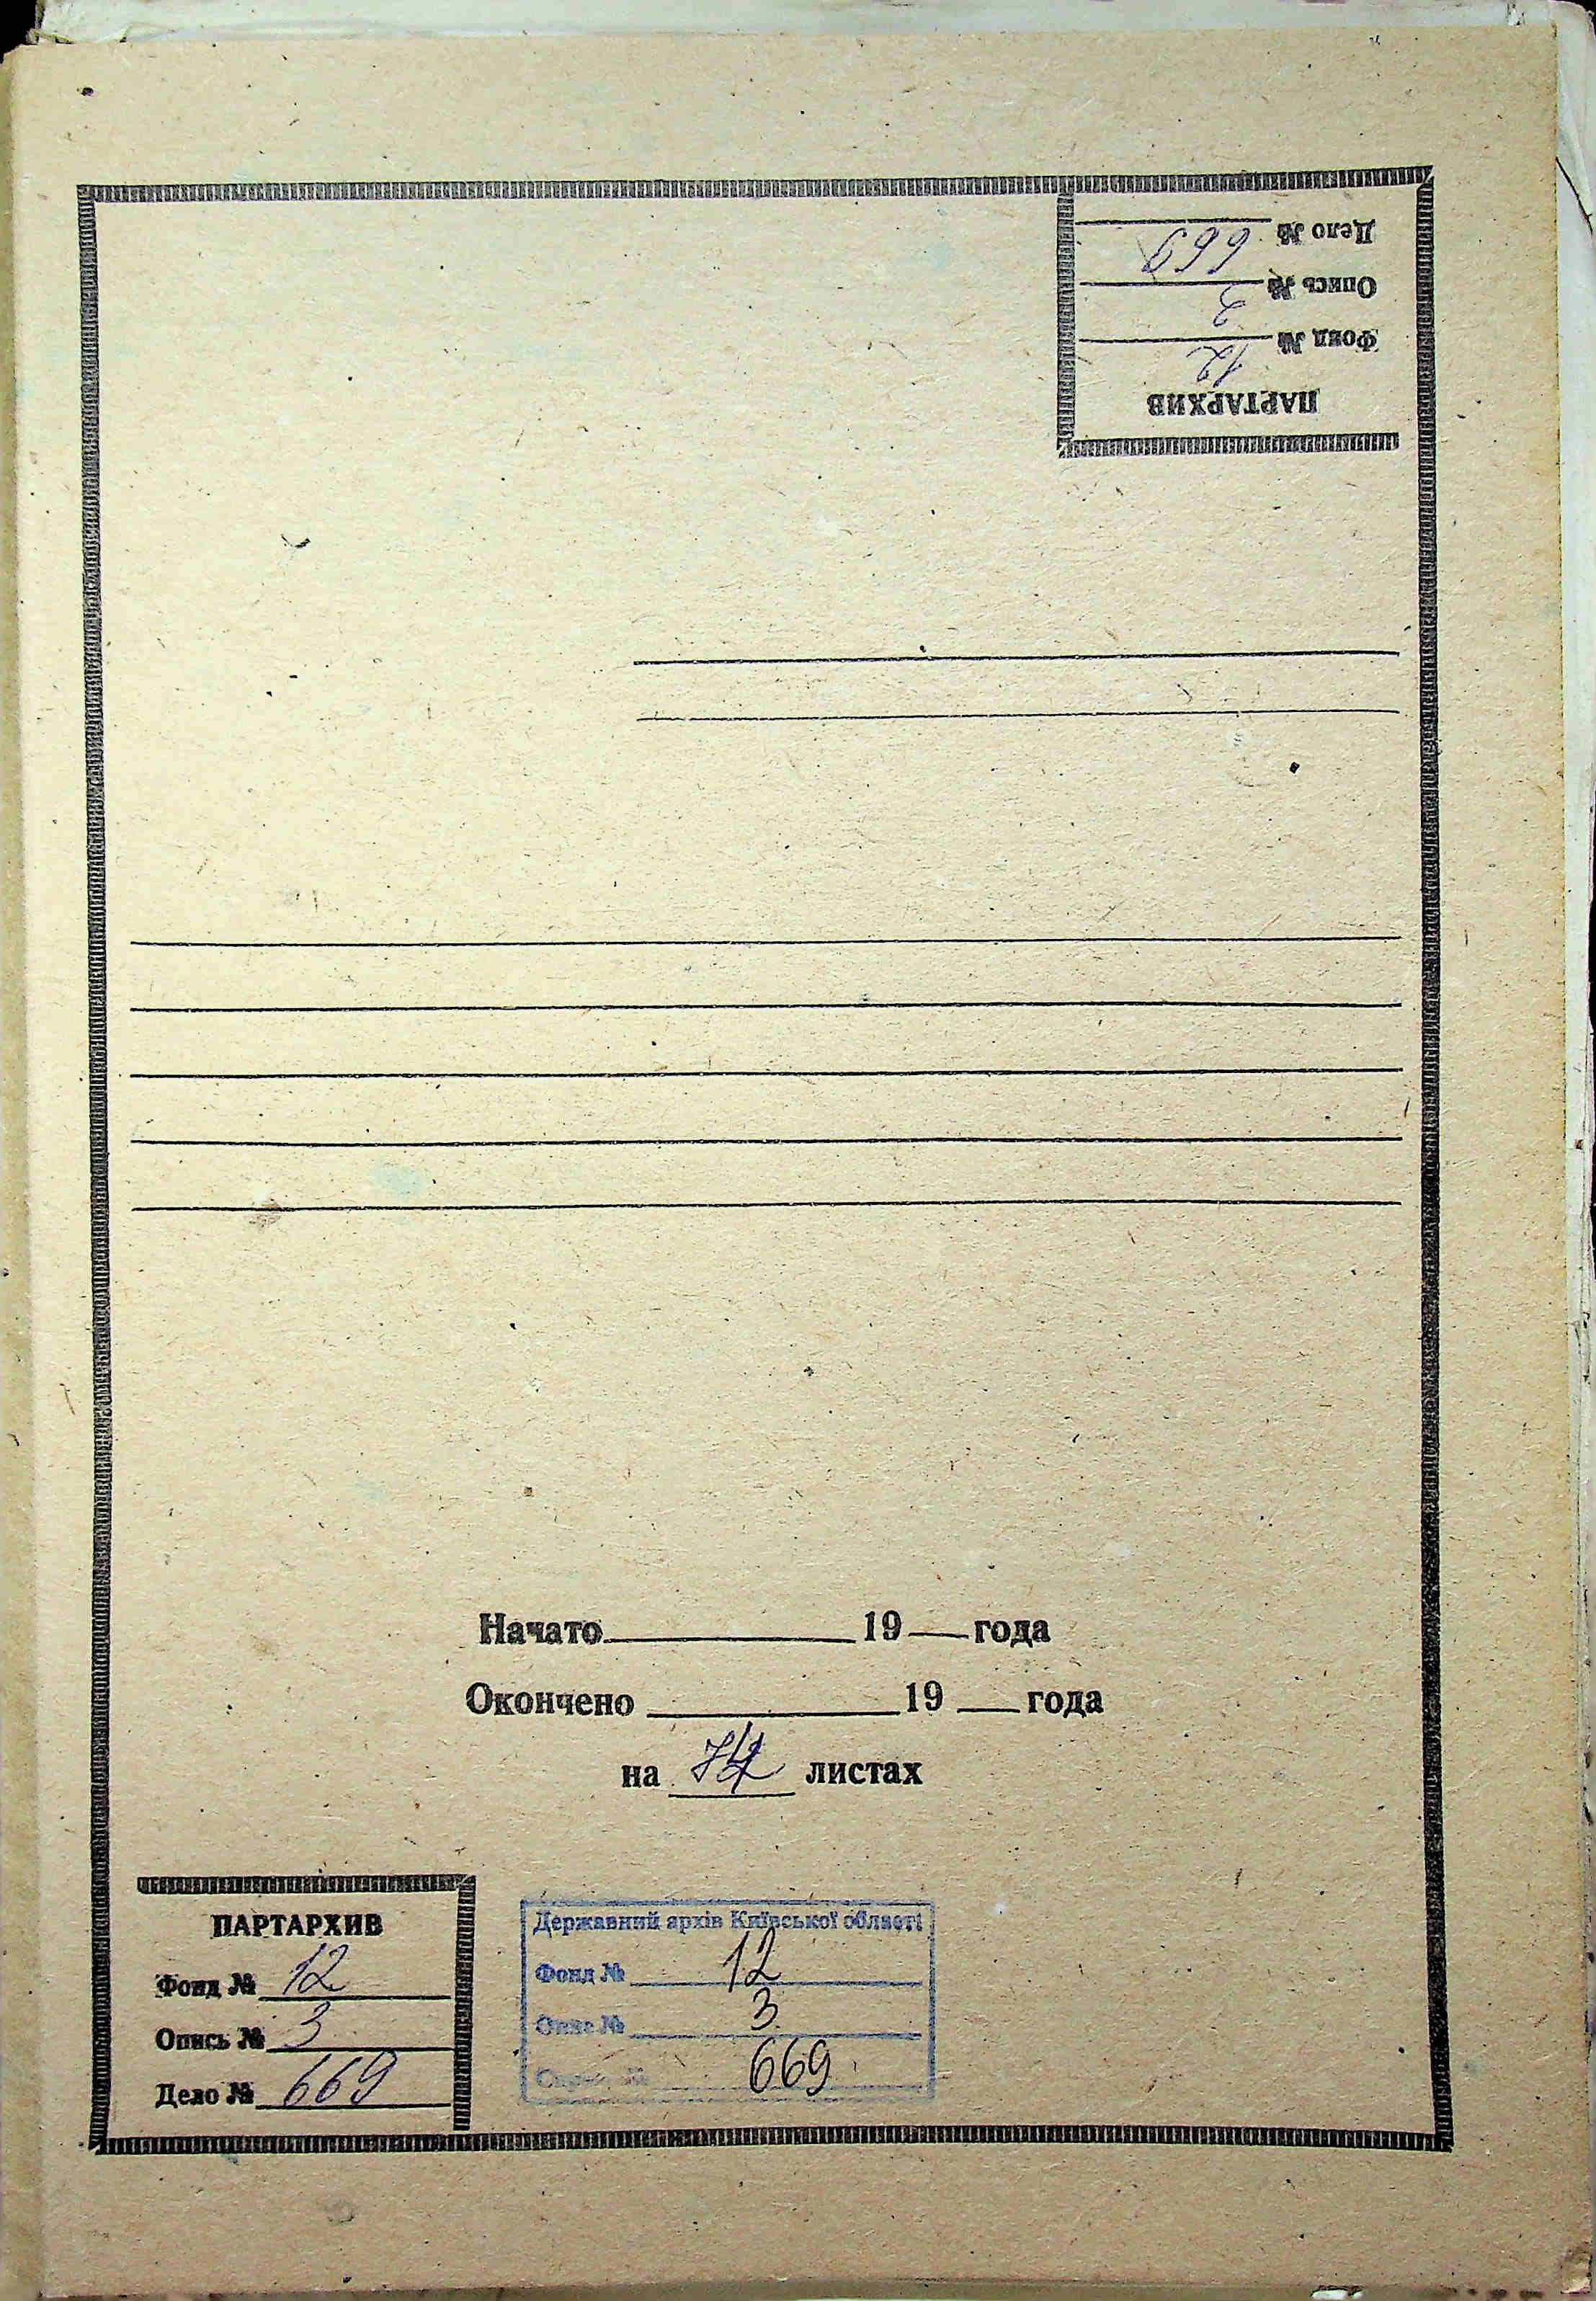 ПАРТАРХИВ
Фонд № 12
Опись № 3
Дело № 669
Начато 19 года
Окончено 19 года
на листах
ПАРТАРХИВ
Фонд № 12
Опись № 3
Дело № 669
Державний архів Київської області
Фонд № 12
Опис № 3
669